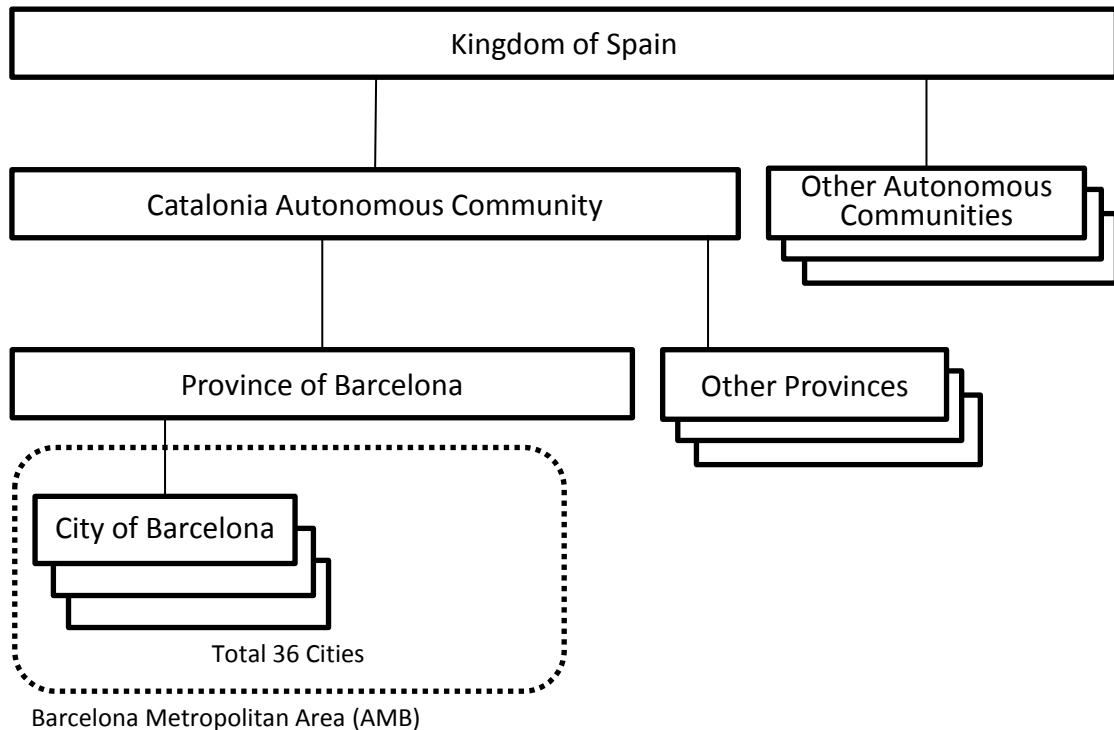 Kingdom of Spain
Catalonia Autonomous Community
Other Autonomous
Communities
Province of Barcelona
Other Provinces
City of Barcelona
Total 36 Cities
Barcelona Metropolitan Area (AMB)